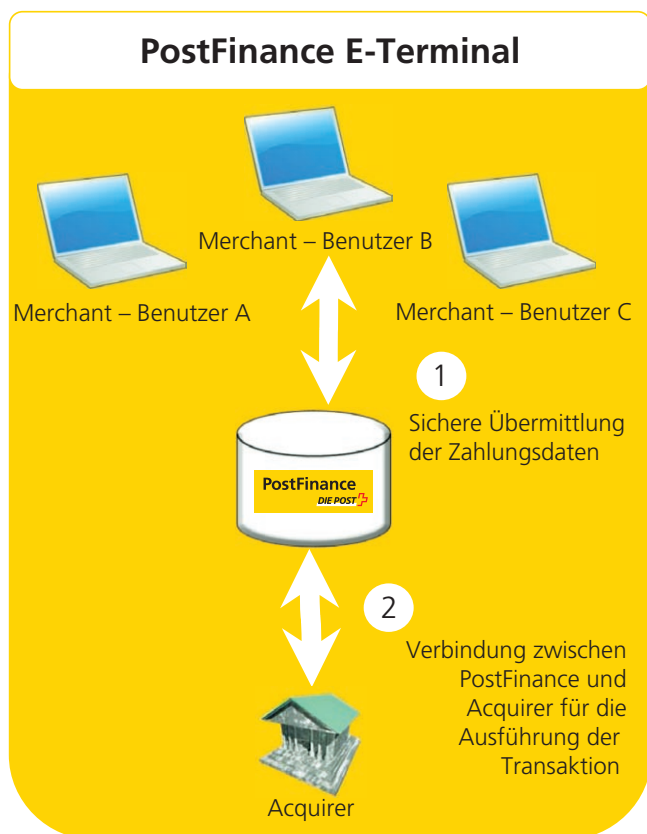 PostFinance E-Terminal
Merchant – Benutzer B
Merchant – Benutzer A
Merchant – Benutzer C
1
Sichere Übermittlung
der Zahlungsdaten
PostFinance
DIE POST
2
Verbindung zwischen
PostFinance und
Acquirer für die
Ausführung der
Transaktion
Acquirer